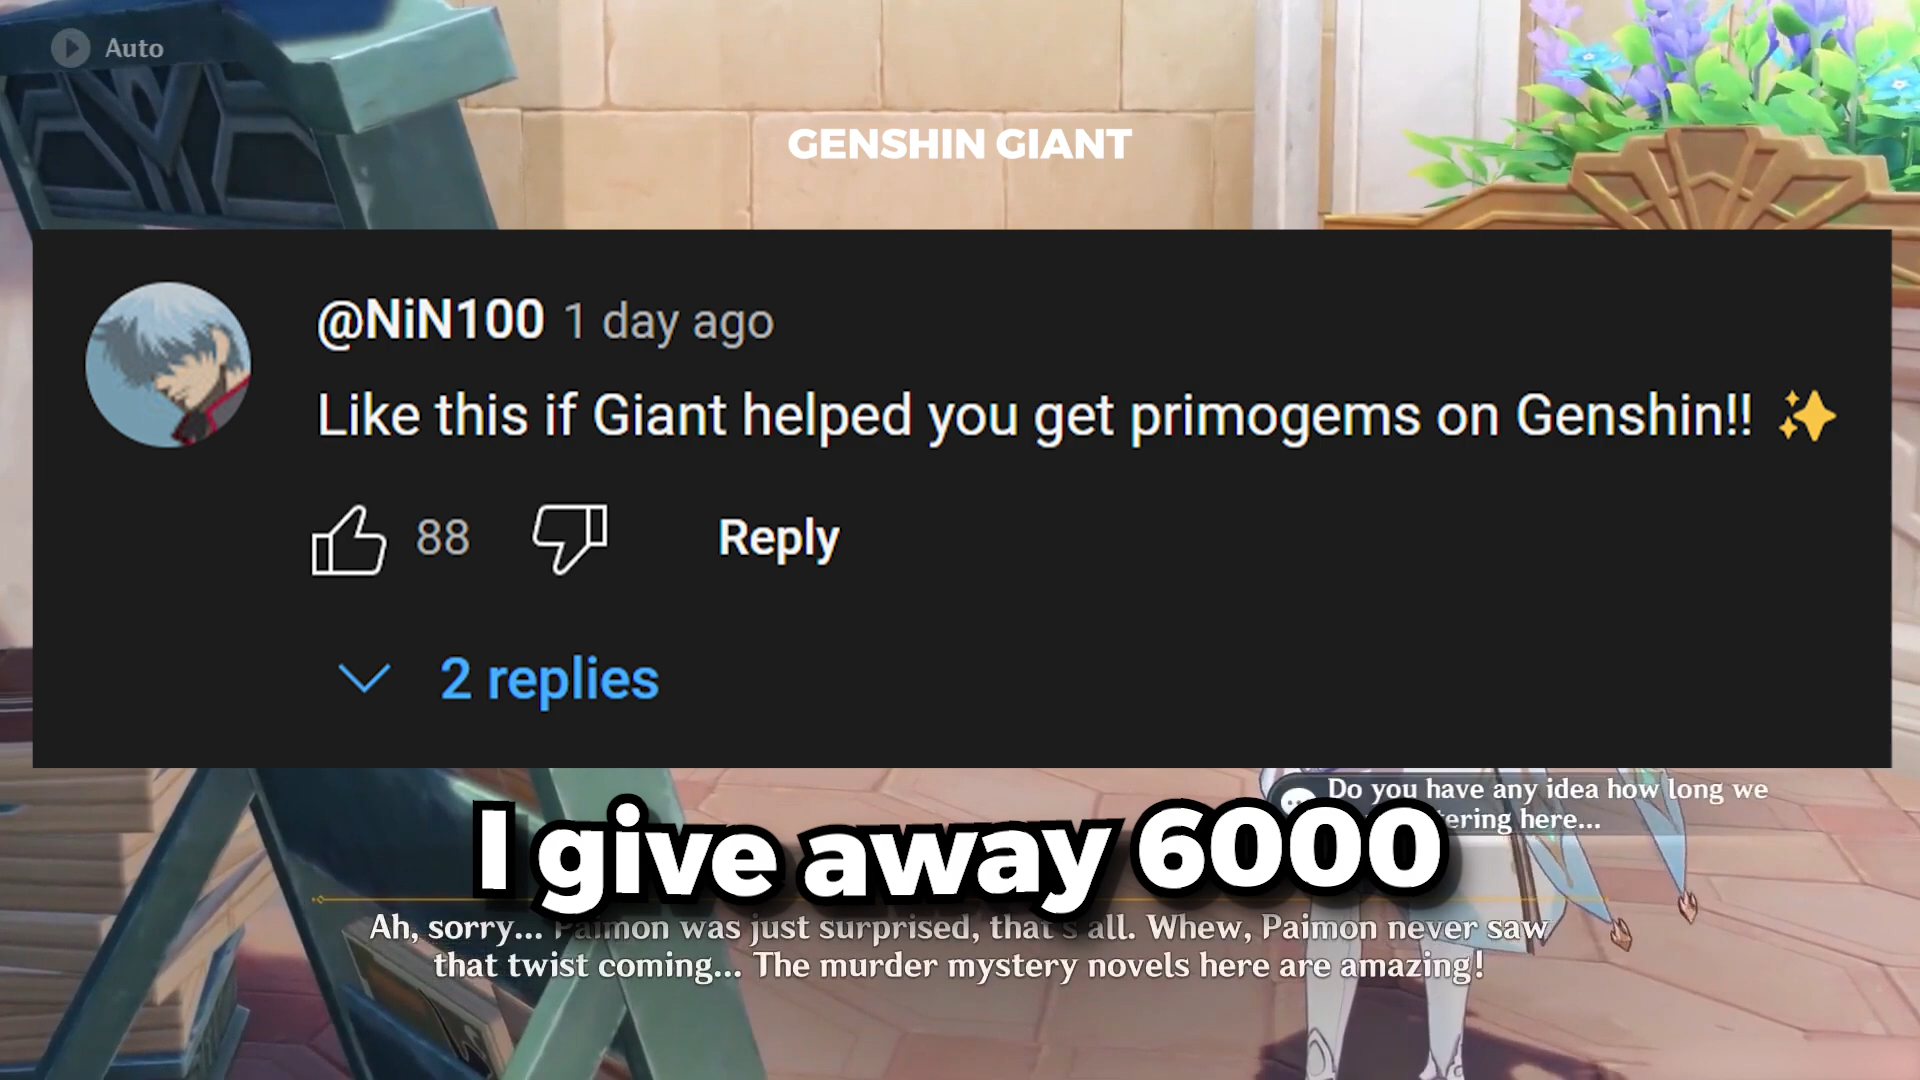 Auto
GENSHIN GIANT
@NiN100 1 day ago
Like this if Giant helped you get primogems on Genshin!! ✨
88
Reply
2 replies
Do you have any idea how long we
here...
I give away 6000
Ah, sorry... Paimon was just surprised, that's all. Whew, Paimon never saw
that twist coming... The murder mystery novels here are amazing!